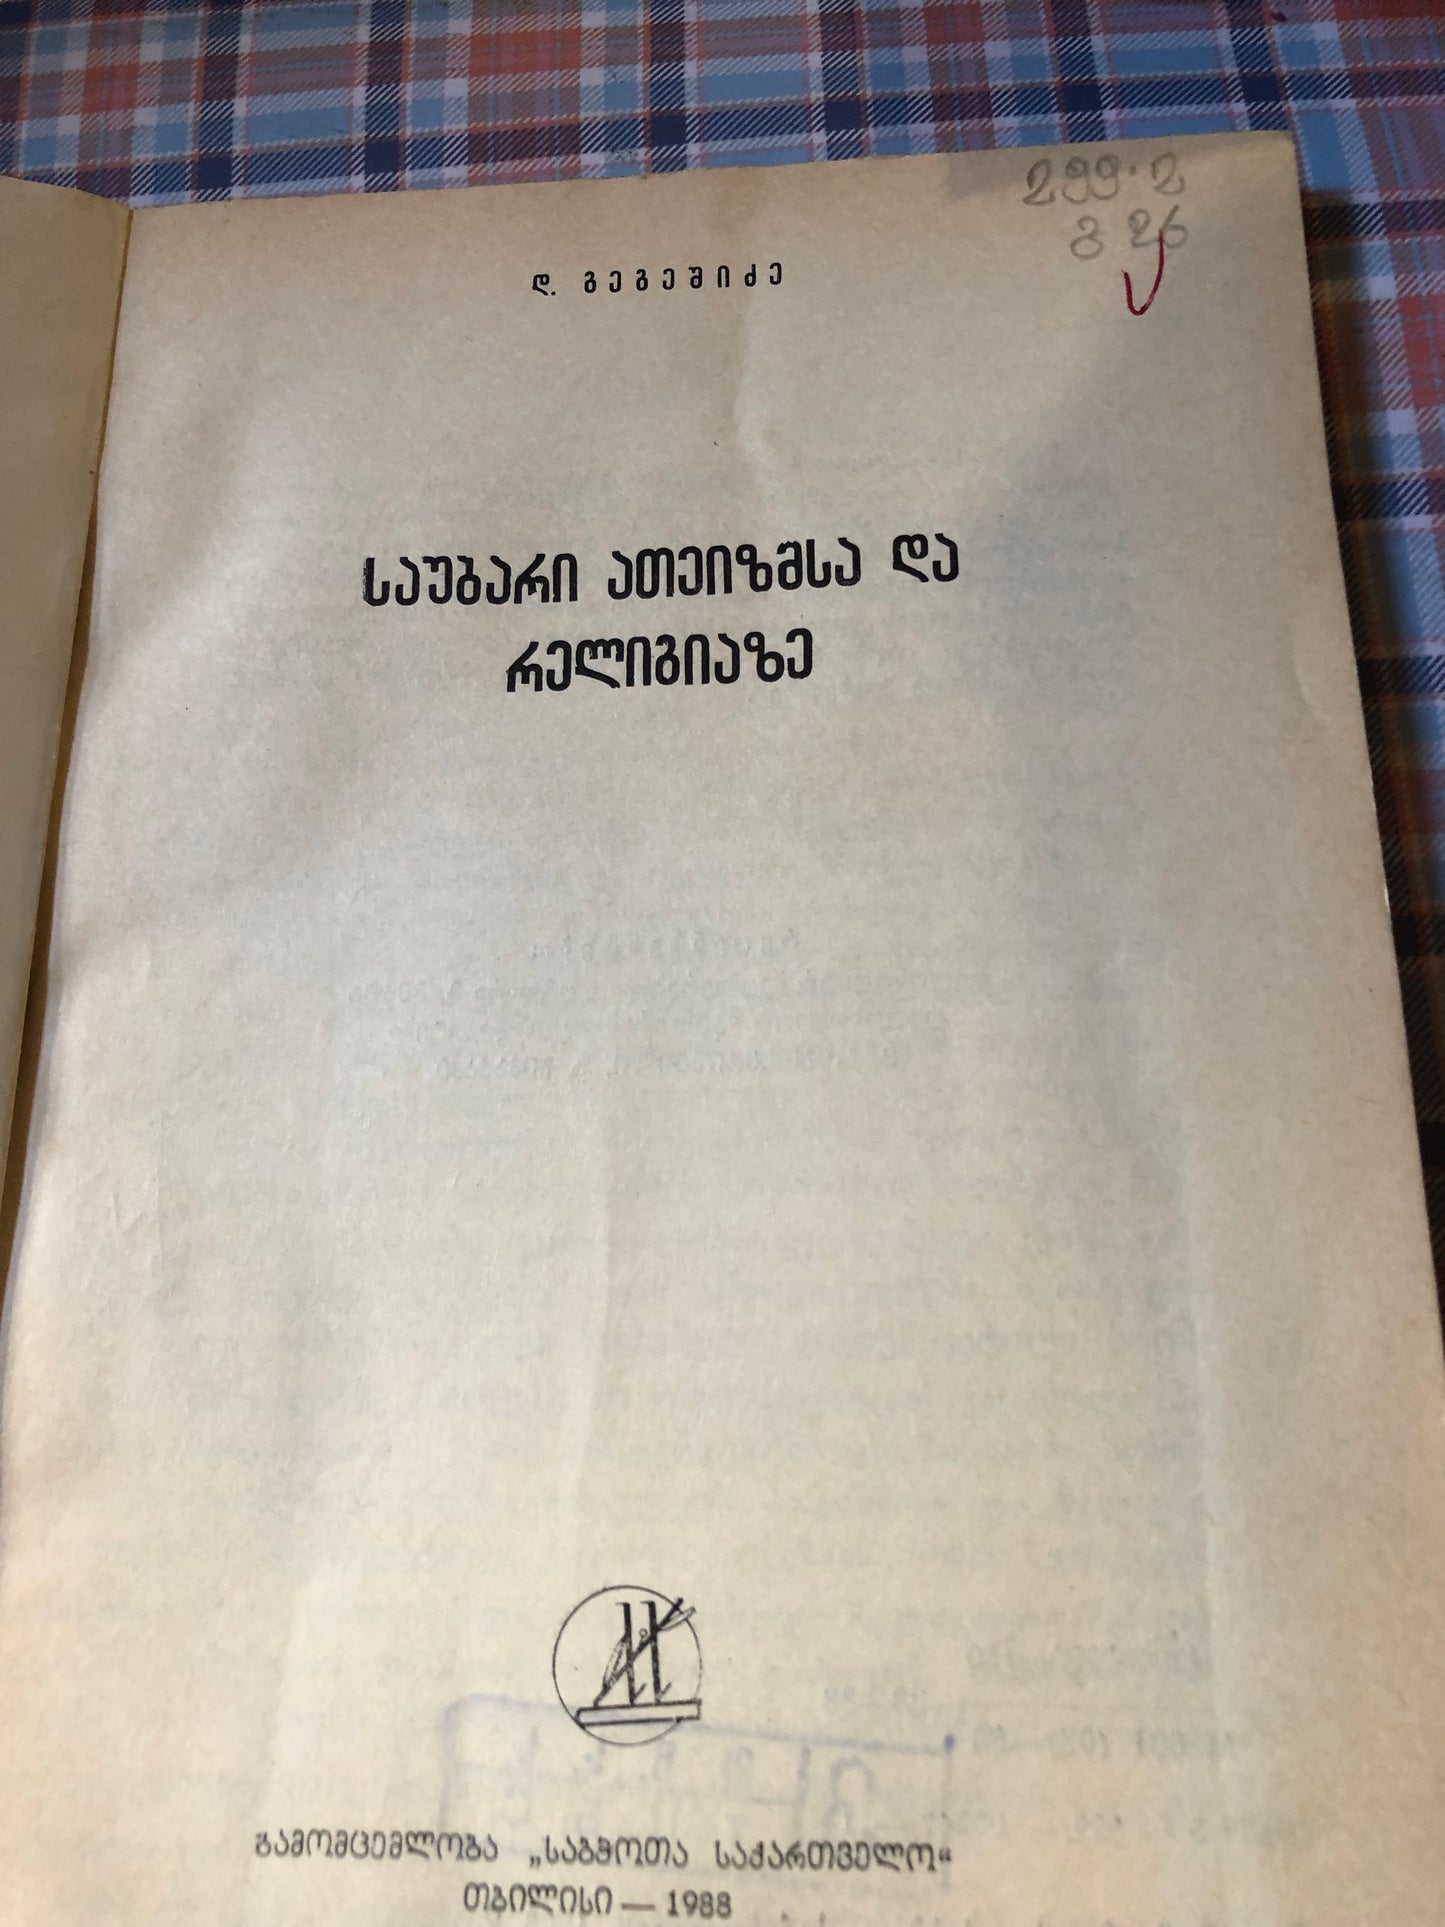 299.2
გ 26
დ. გეგეშიძე
საუბარი ათეიზმსა და
რელიგიაზე
გამომცემლობა „საბჭოთა საქართველო“
თბილისი — 1988